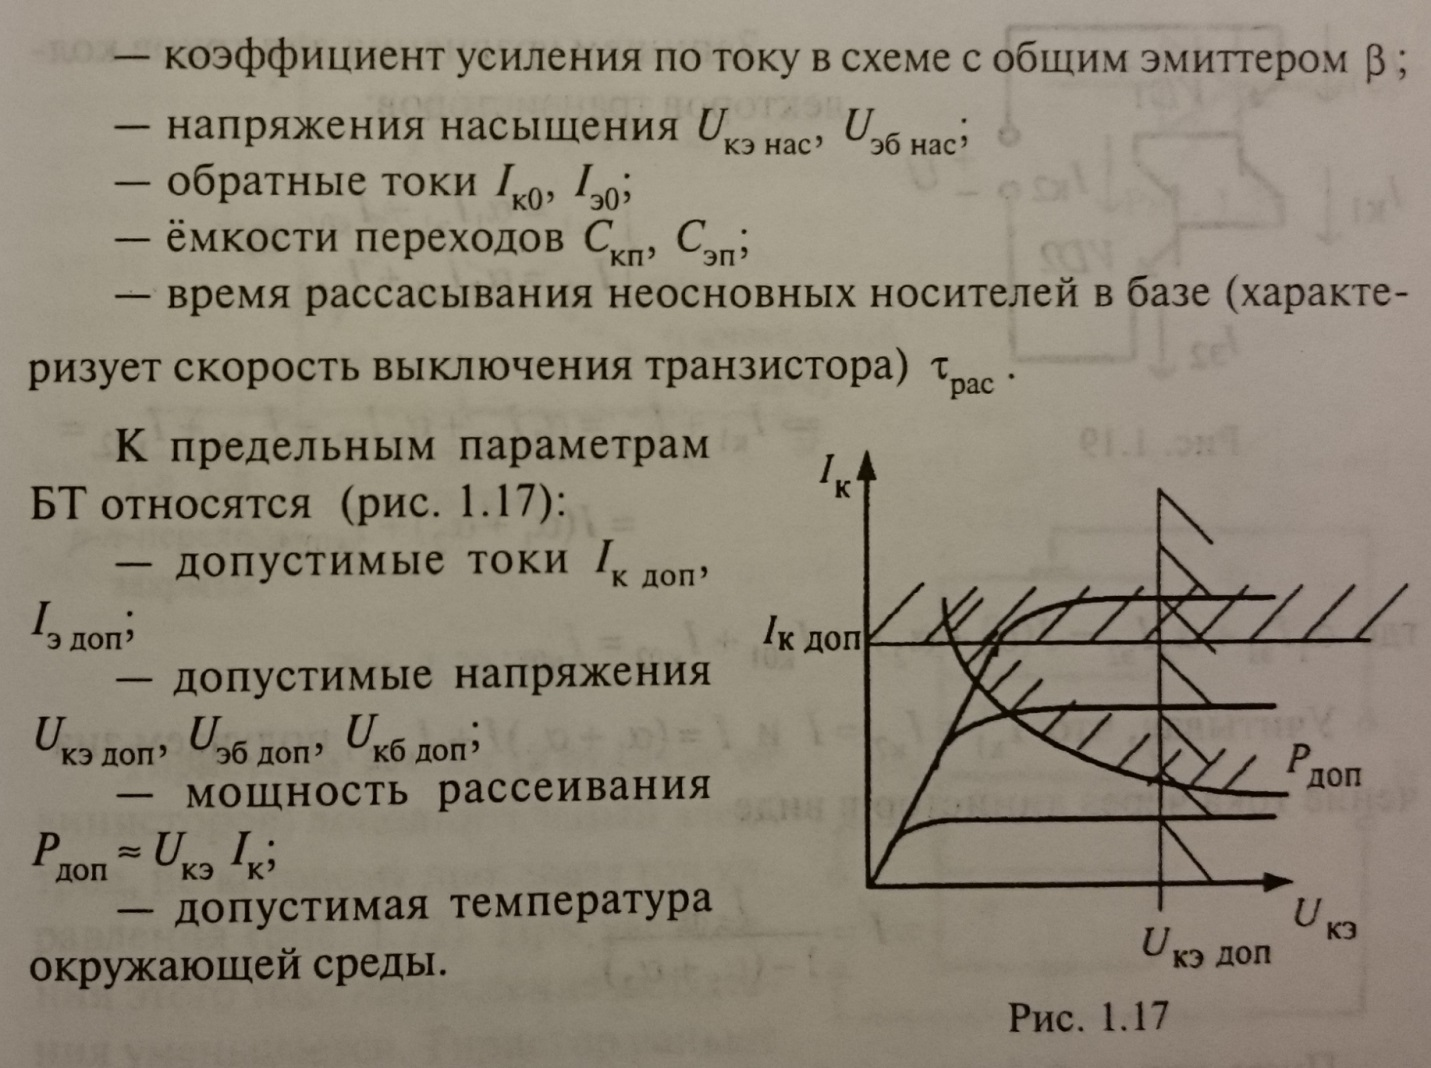 — коэффициент усиления по току в схеме с общим эмиттером β ;
— напряжения насыщения Uкэ нас, Uэб нас;
— обратные токи Iк0, Iэ0;
— ёмкости переходов Cкп, Cэп;
— время рассасывания неосновных носителей в базе (характе-
ризует скорость выключения транзистора) τрас .
К предельным параметрам
БТ относятся (рис. 1.17):
— допустимые токи Iк доп,
Iэ доп;
— допустимые напряжения
Uкэ доп, Uэб доп, Uкб доп;
— мощность рассеивания
Pдоп ≈ Uкэ Iк;
— допустимая температура
окружающей среды.
Iк
Iк доп
Pдоп
Uкэ
Uкэ доп
Рис. 1.17